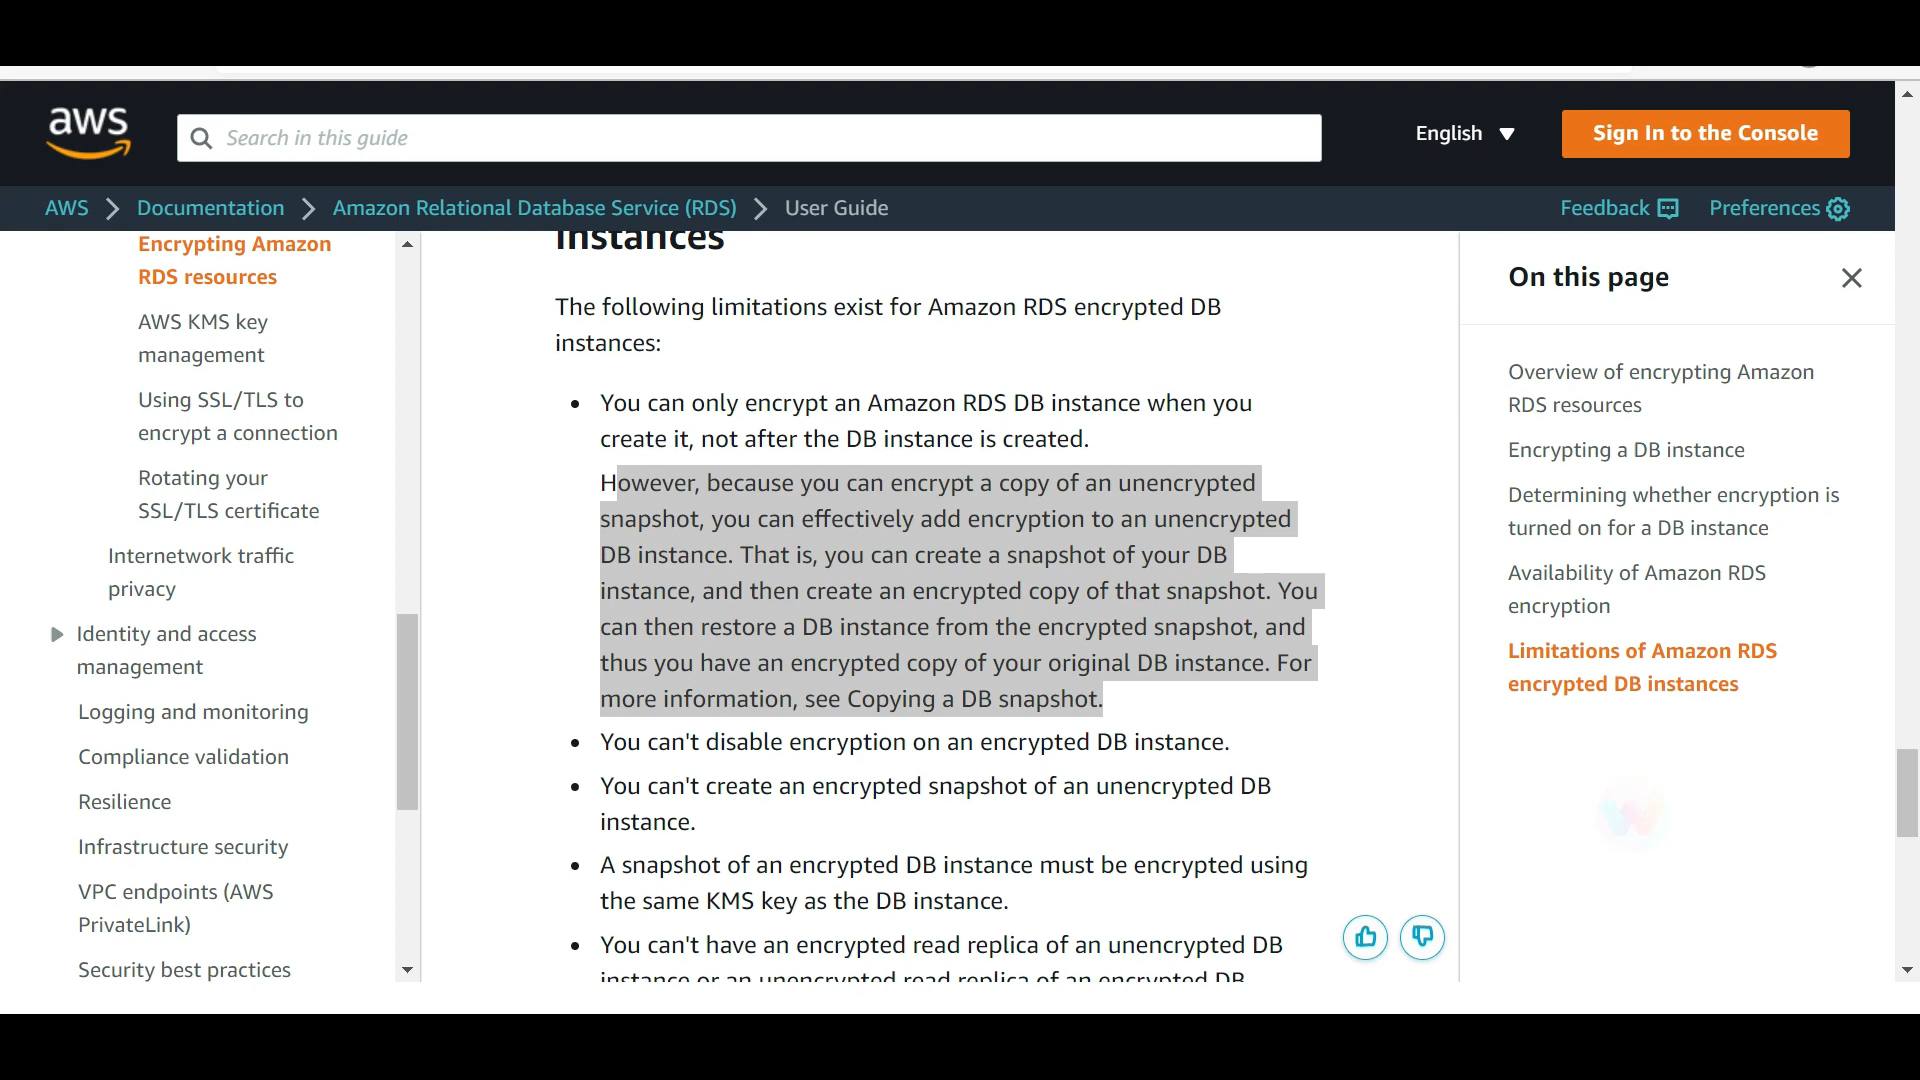 aws
Search in this guide
English
Sign In to the Console
AWS
Documentation
Amazon Relational Database Service (RDS)
User Guide
Feedback
Preferences
Encrypting Amazon
RDS resources
AWS KMS key
management
Using SSL/TLS to
encrypt a connection
Rotating your
SSL/TLS certificate
Internetwork traffic
privacy
Identity and access
management
Logging and monitoring
Compliance validation
Resilience
Infrastructure security
VPC endpoints (AWS
PrivateLink)
Security best practices
Instances
The following limitations exist for Amazon RDS encrypted DB
instances:
• You can only encrypt an Amazon RDS DB instance when you
create it, not after the DB instance is created.
However, because you can encrypt a copy of an unencrypted
snapshot, you can effectively add encryption to an unencrypted
DB instance. That is, you can create a snapshot of your DB
instance, and then create an encrypted copy of that snapshot. You
can then restore a DB instance from the encrypted snapshot, and
thus you have an encrypted copy of your original DB instance. For
more information, see Copying a DB snapshot.
• You can't disable encryption on an encrypted DB instance.
• You can't create an encrypted snapshot of an unencrypted DB
instance.
• A snapshot of an encrypted DB instance must be encrypted using
the same KMS key as the DB instance.
• You can't have an encrypted read replica of an unencrypted DB
instance or an unencrypted read replica of an encrypted DB
On this page
Overview of encrypting Amazon
RDS resources
Encrypting a DB instance
Determining whether encryption is
turned on for a DB instance
Availability of Amazon RDS
encryption
Limitations of Amazon RDS
encrypted DB instances
W